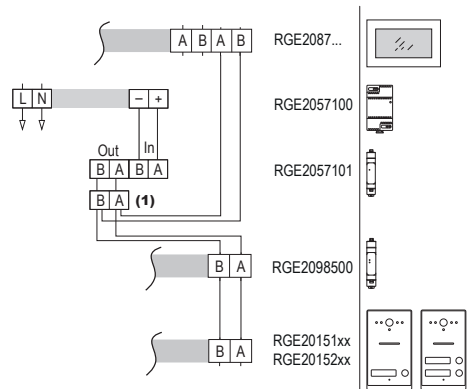 A B A B RGE2087...
L N − + RGE2057100
Out In
B A B A RGE2057101
B A (1)
B A RGE2098500
B A RGE20151xx
RGE20152xx